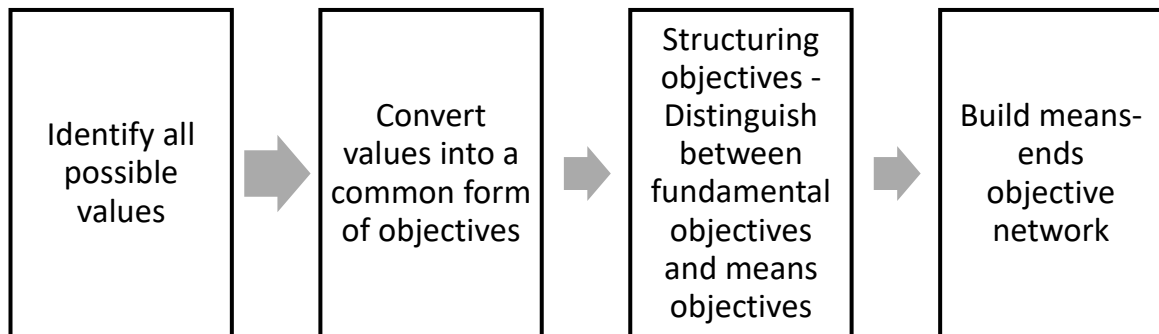 Identify all
possible
values
Convert
values into a
common form
of objectives
Structuring
objectives -
Distinguish
between
fundamental
objectives
and means
objectives
Build means-
ends
objective
network